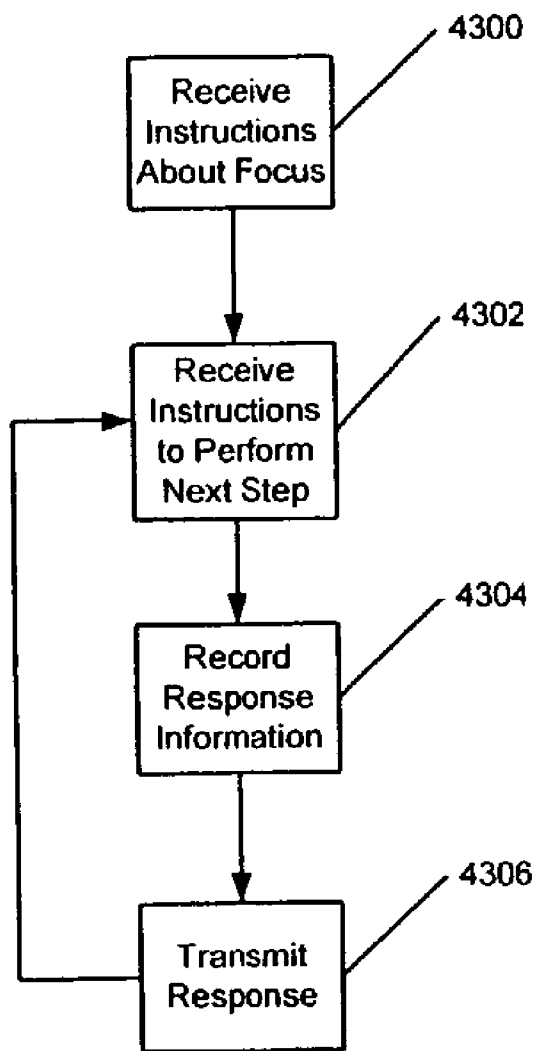 4300
Receive
Instructions
About Focus
4302
Receive
Instructions
to Perform
Next Step
4304
Record
Response
Information
4306
Transmit
Response